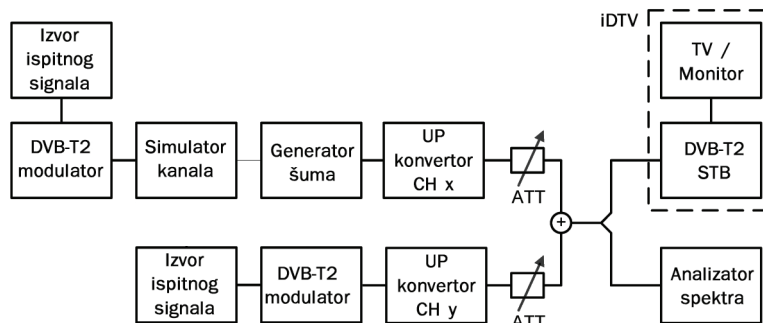 Izvor
ispitnog
signala
iDTV
TV /
Monitor
DVB-T2
modulator
Simulator
kanala
Generator
šuma
UP
konvertor
CH x
ATT
DVB-T2
STB
+
Izvor
ispitnog
signala
DVB-T2
modulator
UP
konvertor
CH y
ATT
Analizator
spektra